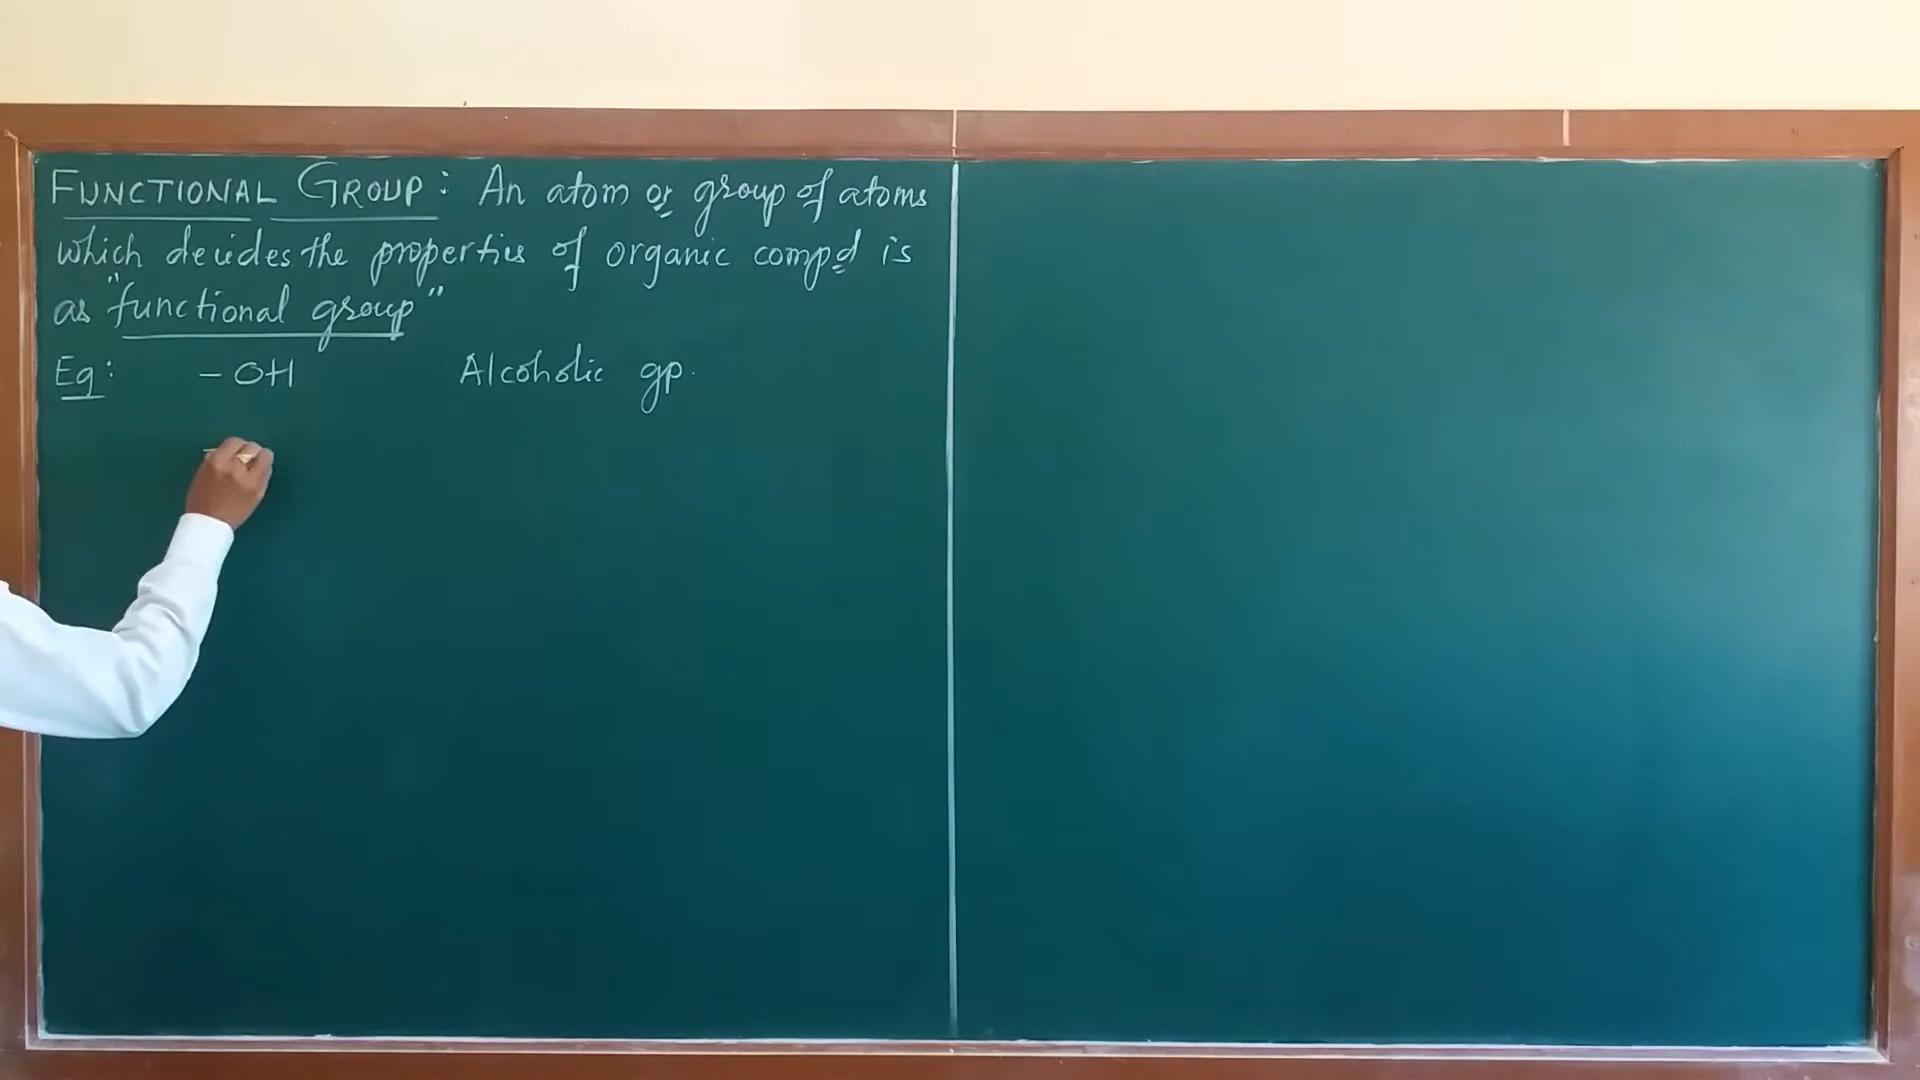 FUNCTIONAL GROUP: An atom or group of atoms
which decides the properties of organic compd is
as "functional group"
Eg: - OH Alcoholic gp.
-